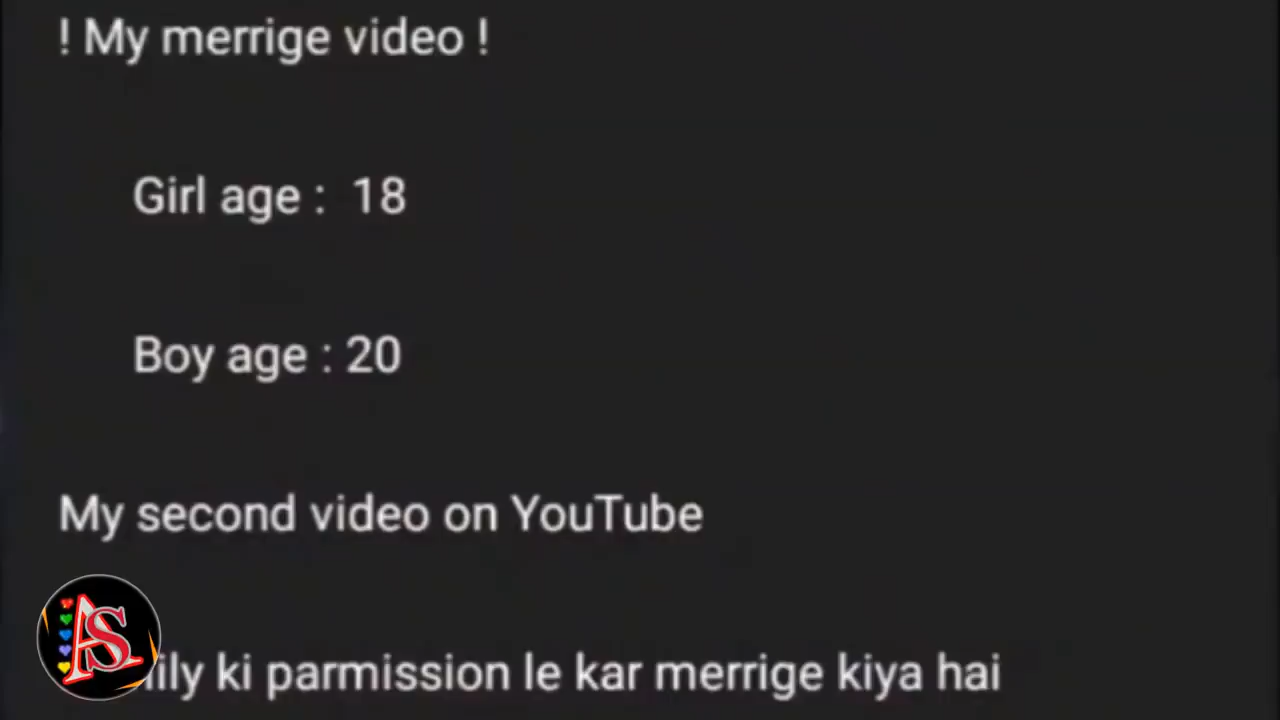 ! My merrige video !
Girl age : 18
Boy age : 20
My second video on YouTube
ki parmission le kar merrige kiya hai
AS